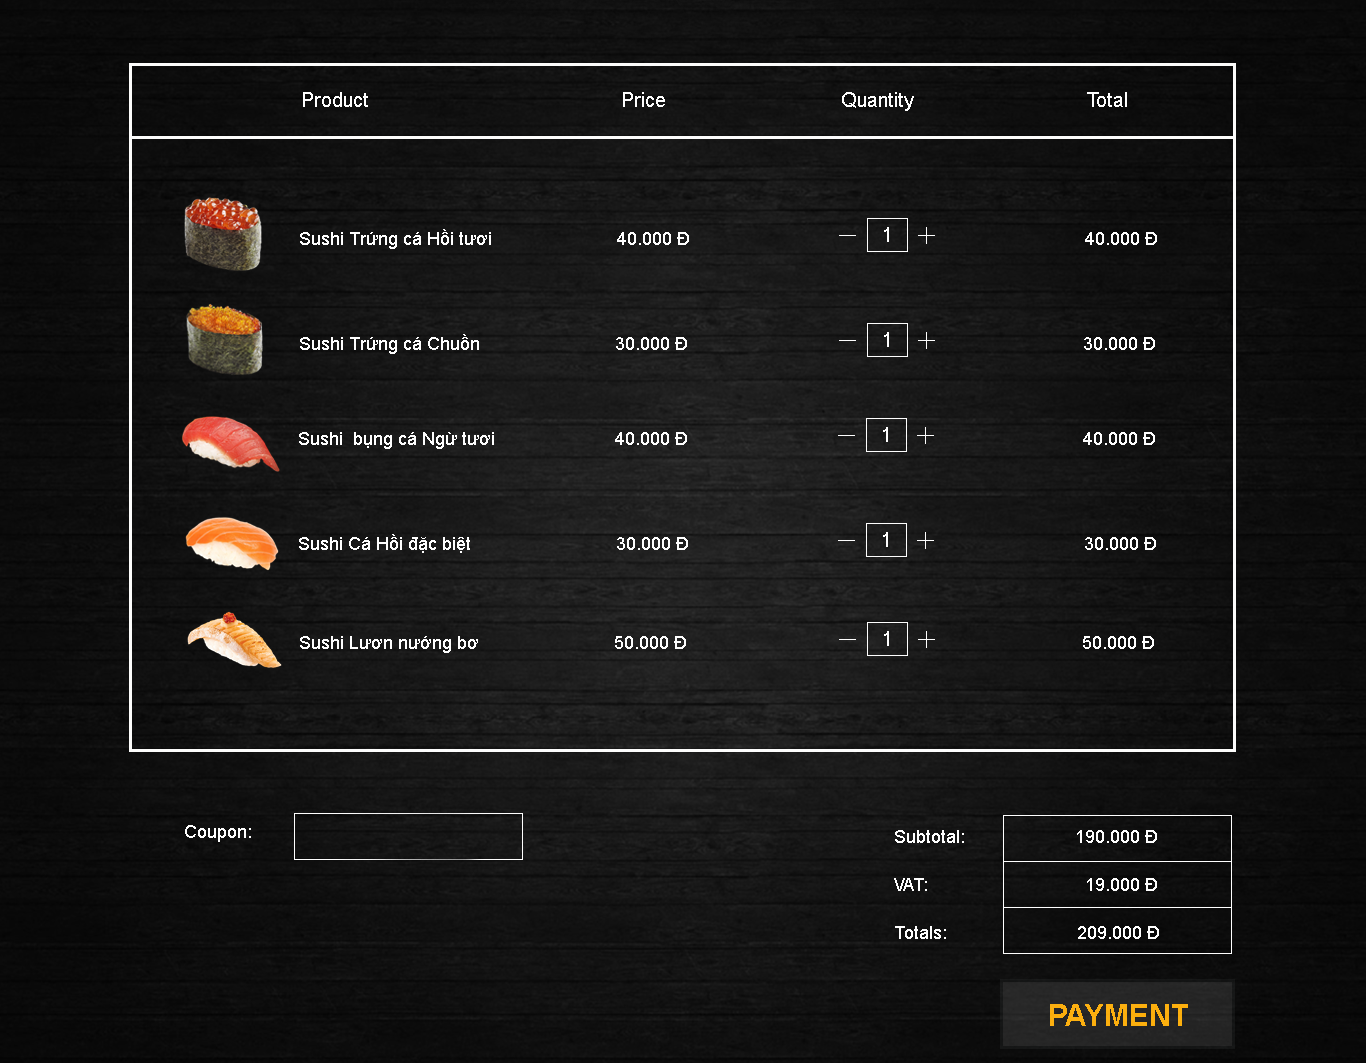 Product Price Quantity Total
Sushi Trứng cá Hồi tươi 40.000 Đ — 1 + 40.000 Đ
Sushi Trứng cá Chuồn 30.000 Đ — 1 + 30.000 Đ
Sushi bụng cá Ngừ tươi 40.000 Đ — 1 + 40.000 Đ
Sushi Cá Hồi đặc biệt 30.000 Đ — 1 + 30.000 Đ
Sushi Lươn nướng bơ 50.000 Đ — 1 + 50.000 Đ
Coupon:
Subtotal: 190.000 Đ
VAT: 19.000 Đ
Totals: 209.000 Đ
PAYMENT